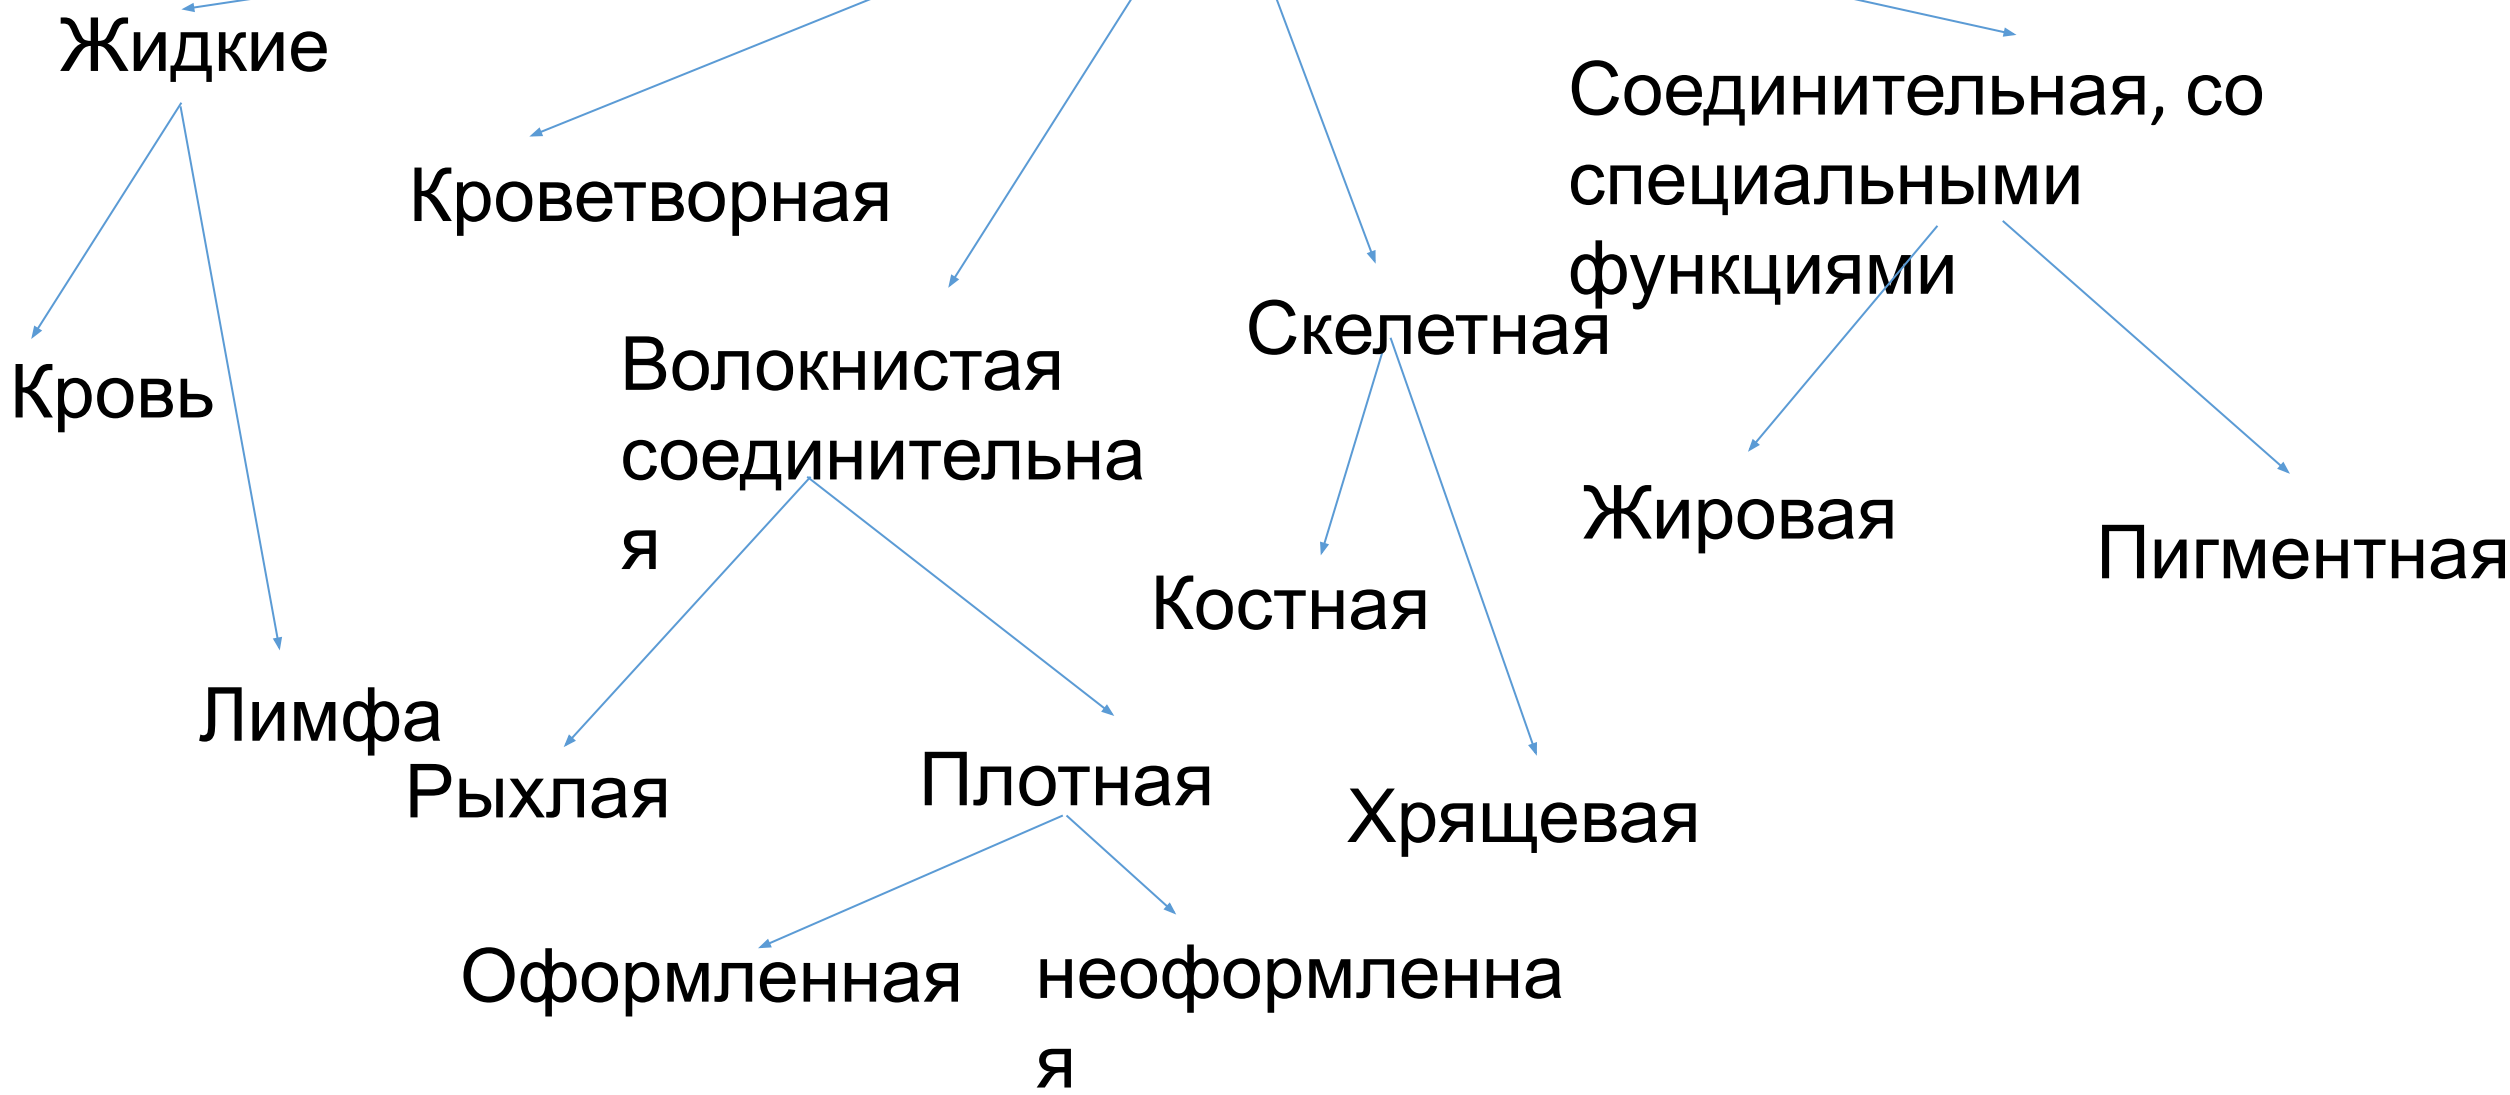 Жидкие
Кроветворная
Соединительная, со
специальными
функциями
Скелетная
Кровь
Волокнистая
соединительна
я
Жировая
Пигментная
Костная
Лимфа
Рыхлая
Плотная
Хрящевая
Оформленная
неоформленна
я